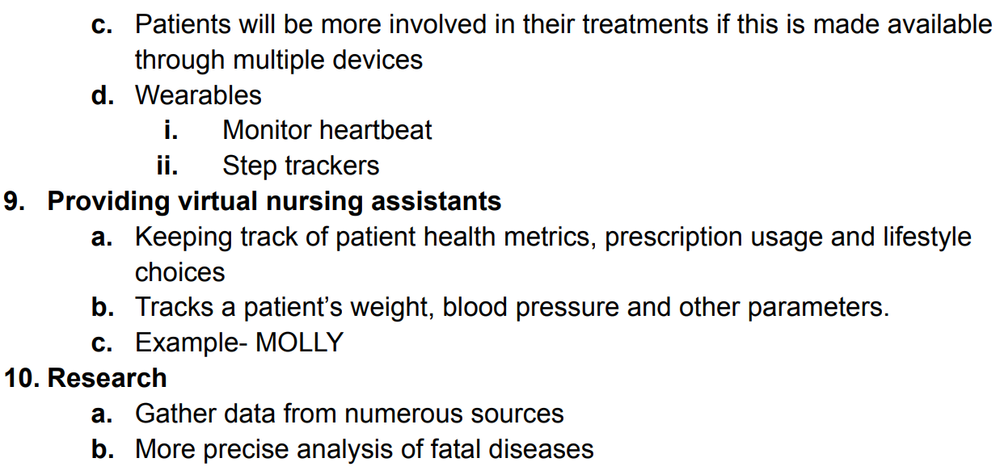 c. Patients will be more involved in their treatments if this is made available
through multiple devices
d. Wearables
i. Monitor heartbeat
ii. Step trackers
9. Providing virtual nursing assistants
a. Keeping track of patient health metrics, prescription usage and lifestyle
choices
b. Tracks a patient’s weight, blood pressure and other parameters.
c. Example- MOLLY
10. Research
a. Gather data from numerous sources
b. More precise analysis of fatal diseases